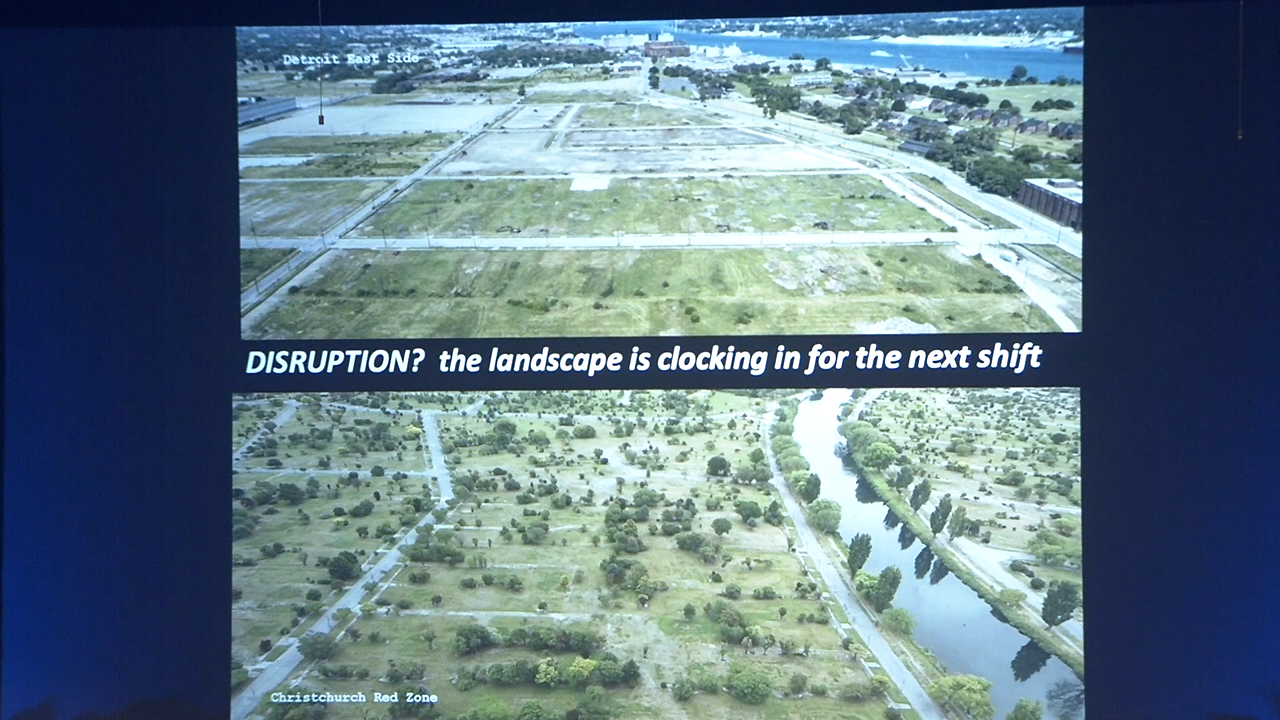 Detroit East Side
DISRUPTION? the landscape is clocking in for the next shift
Christchurch Red Zone